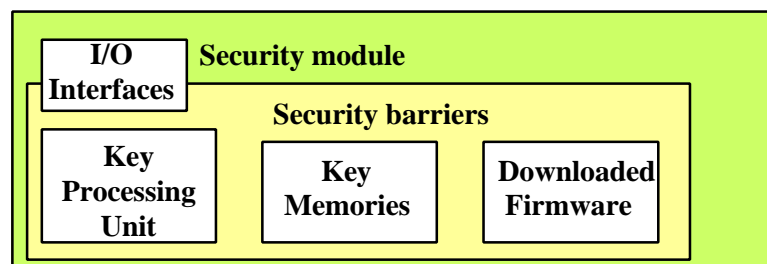 I/O
Interfaces
Security module
Security barriers
Key
Processing
Unit
Key
Memories
Downloaded
Firmware